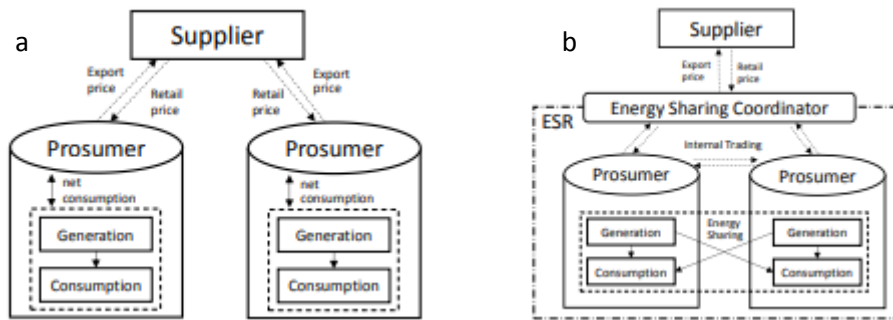 a
Supplier
Export
price
Retail
price
Retail
price
Export
price
Prosumer
Prosumer
net
consumption
net
consumption
Generation
Generation
Consumption
Consumption
b
Supplier
Export
price
Retail
price
Energy Sharing Coordinator
ESR
Internal Trading
Prosumer
Prosumer
Energy
Sharing
Generation
Generation
Consumption
Consumption